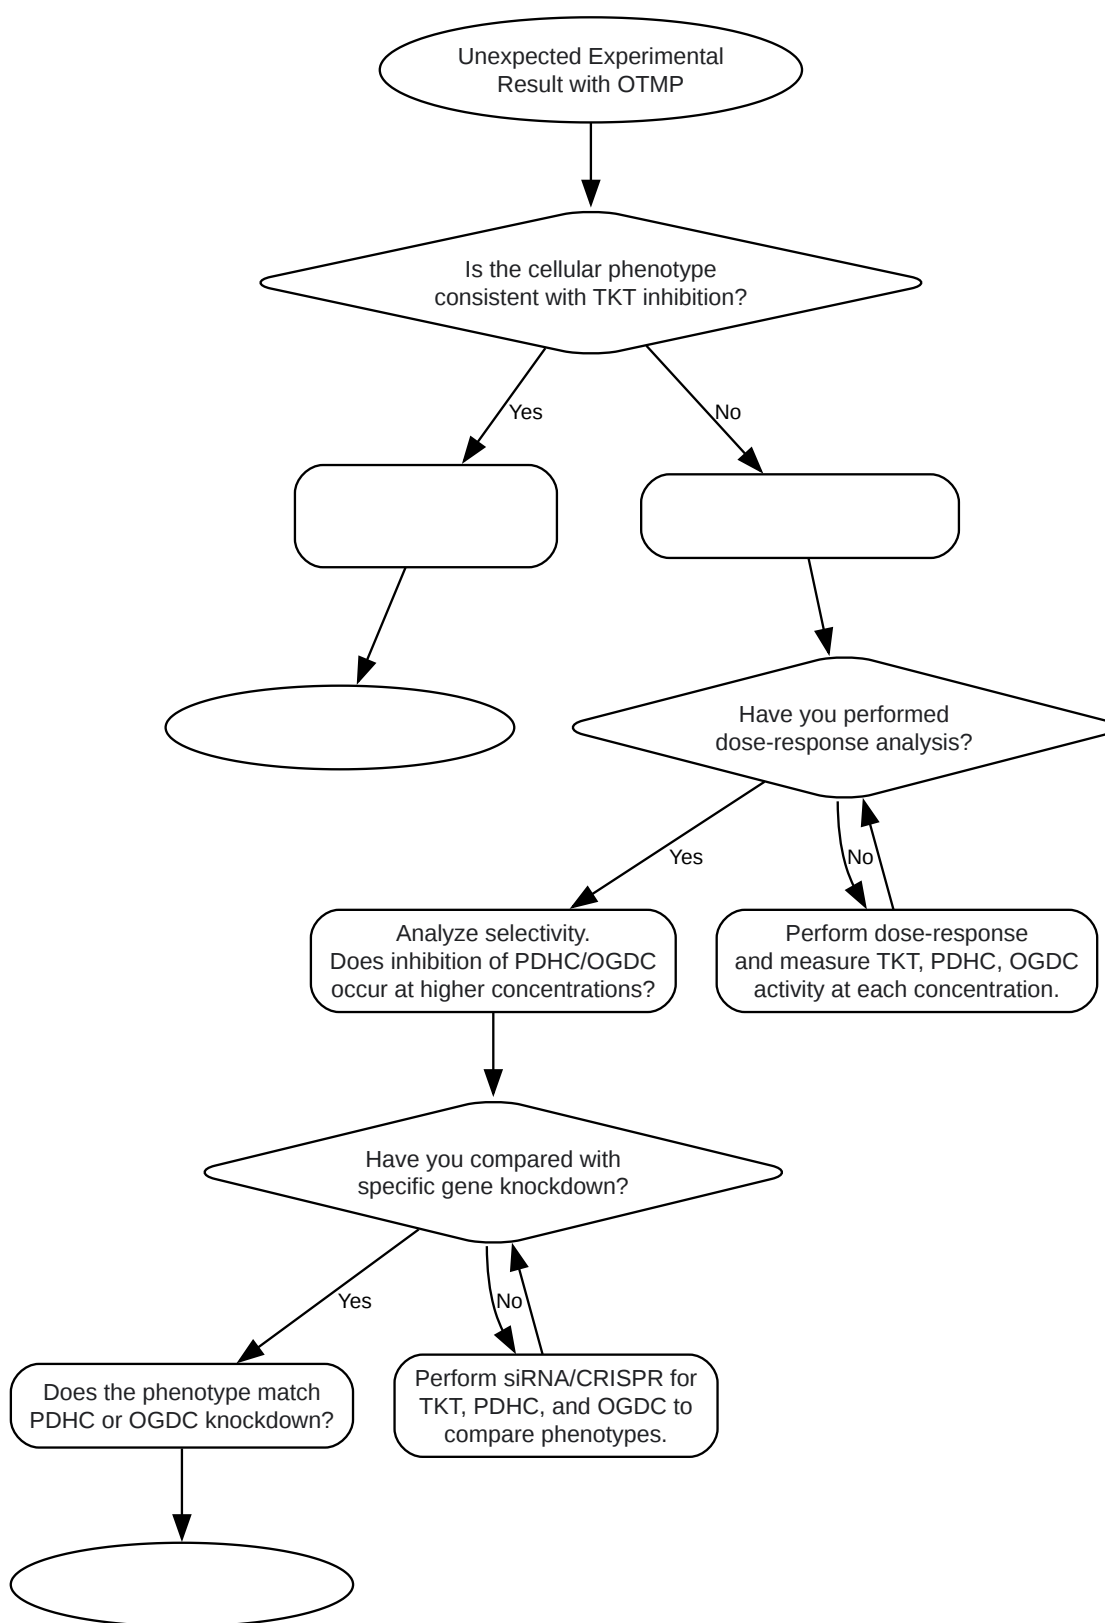 Unexpected Experimental
Result with OTMP
Is the cellular phenotype
consistent with TKT inhibition?
Yes
No
Have you performed
dose-response analysis?
Yes
No
Analyze selectivity.
Does inhibition of PDHC/OGDC
occur at higher concentrations?
Perform dose-response
and measure TKT, PDHC, OGDC
activity at each concentration.
Have you compared with
specific gene knockdown?
Yes
No
Does the phenotype match
PDHC or OGDC knockdown?
Perform siRNA/CRISPR for
TKT, PDHC, and OGDC to
compare phenotypes.